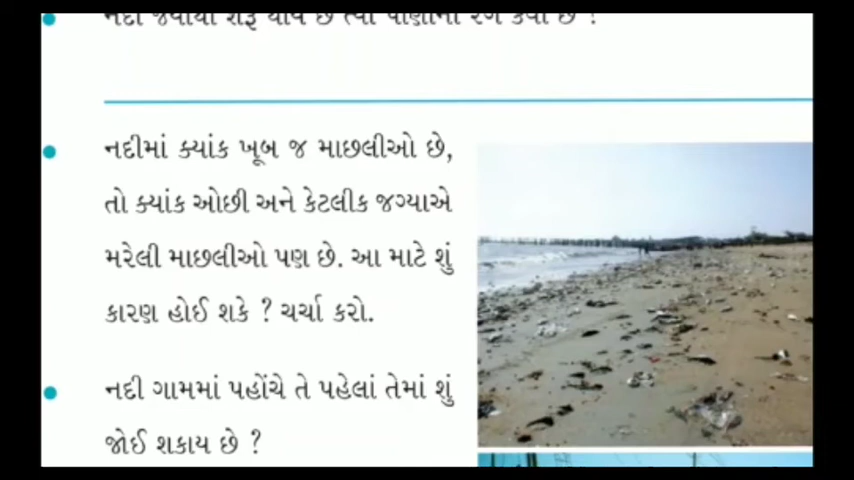 નદીમાં ક્યાંક ખૂબ જ માછલીઓ છે,
તો ક્યાંક ઓછી અને કેટલીક જગ્યાએ
મરેલી માછલીઓ પણ છે. આ માટે શું
કારણ હોઈ શકે ? ચર્ચા કરો.
નદી ગામમાં પહોંચે તે પહેલાં તેમાં શું
જોઈ શકાય છે ?